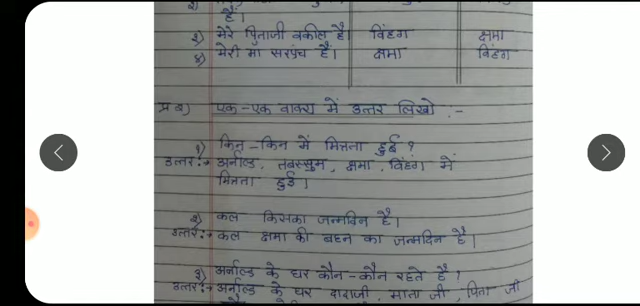 हैं।
३) मेरे पिताजी वकील है। विहंग क्षमा
४) मेरी मां सरपंच है। क्षमा विहंग
प्र ब) एक-एक वाक्य में उत्तर लिखो :-
१) किन-किन में मित्रता हुई ?
उत्तर:→ अर्नाल्ड, तबस्सुम, क्षमा, विहंग में
मित्रता हुई।
२) कल किसका जन्मदिन है।
उत्तर:→ कल क्षमा की बहन का जन्मदिन है।
३) अर्नाल्ड के घर कौन-कौन रहते है ?
उत्तर:→ अर्नाल्ड के घर दादाजी, माता जी पिता जी